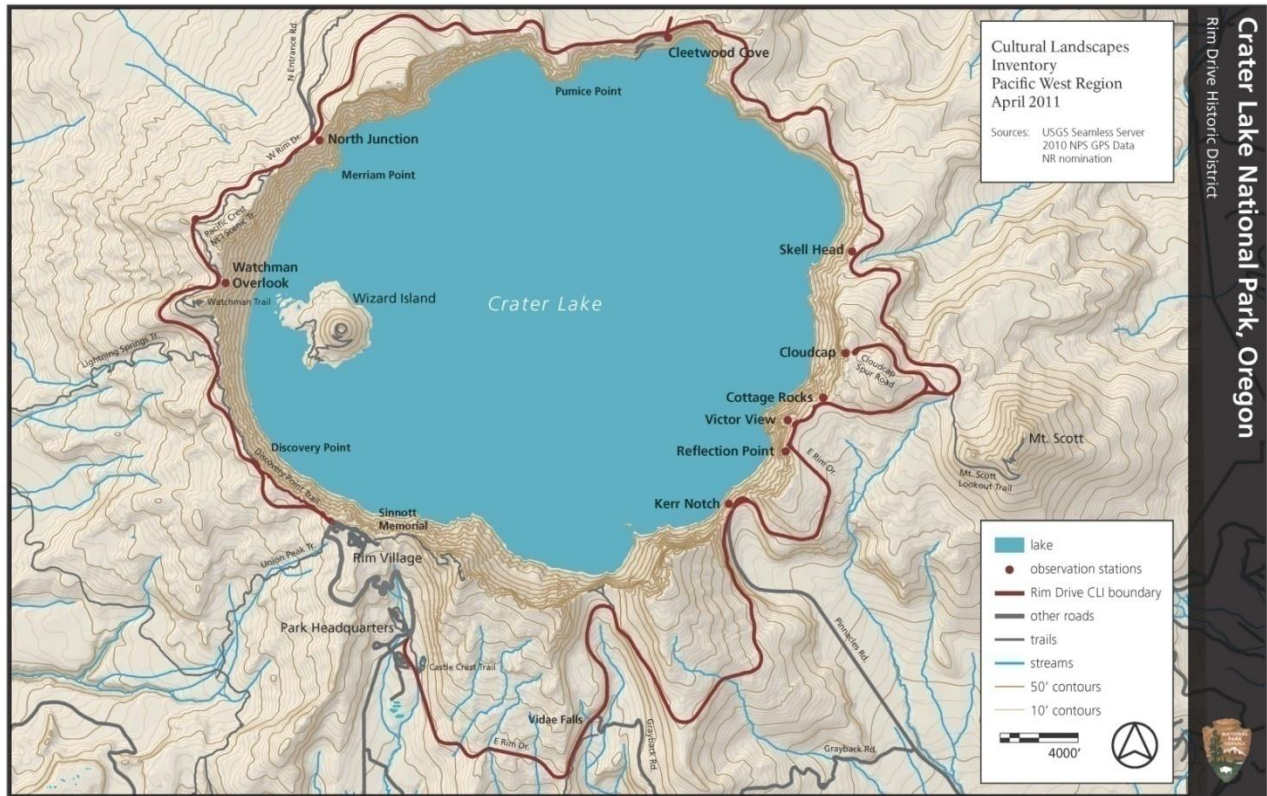 Crater Lake National Park, Oregon
Rim Drive Historic District
Cultural Landscapes
Inventory
Pacific West Region
April 2011
Sources:
USGS Seamless Server
2010 NPS GPS Data
NR nomination
N Entrance Rd.
Cleetwood Cove
Pumice Point
North Junction
W Rim Dr.
Merriam Point
Pacific Crest
Nt'l Scenic Tr.
Skell Head
Watchman
Overlook
Watchman Trail
Wizard Island
Crater Lake
Lightning Springs Tr.
Cloudcap
Cloudcap
Spur Road
Cottage Rocks
Victor View
Reflection Point
E Rim Dr.
Mt. Scott
Mt. Scott
Lookout Trail
Discovery Point
Discovery Point Trail
Kerr Notch
Sinnott
Memorial
Union Peak Tr.
Rim Village
Park Headquarters
Castle Crest Trail
Pinnacles Rd.
Vidae Falls
E Rim Dr.
Grayback Rd.
Grayback Rd.
lake
observation stations
Rim Drive CLI boundary
other roads
trails
streams
50' contours
10' contours
4000'
NATIONAL
PARK
SERVICE